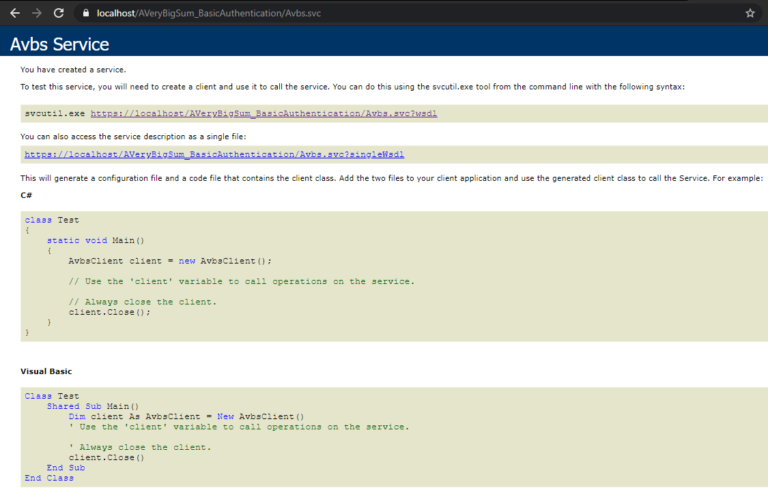 localhost/AVeryBigSum_BasicAuthentication/Avbs.svc
Avbs Service
You have created a service.
To test this service, you will need to create a client and use it to call the service. You can do this using the svcutil.exe tool from the command line with the following syntax:
svcutil.exe https://localhost/AVeryBigSum_BasicAuthentication/Avbs.svc?wsdl
You can also access the service description as a single file:
https://localhost/AVeryBigSum_BasicAuthentication/Avbs.svc?singleWsdl
This will generate a configuration file and a code file that contains the client class. Add the two files to your client application and use the generated client class to call the Service. For example:
C#
class Test
{
    static void Main()
    {
        AvbsClient client = new AvbsClient();
        // Use the 'client' variable to call operations on the service.
        // Always close the client.
        client.Close();
    }
}
Visual Basic
Class Test
    Shared Sub Main()
        Dim client As AvbsClient = New AvbsClient()
        ' Use the 'client' variable to call operations on the service.
        ' Always close the client.
        client.Close()
    End Sub
End Class